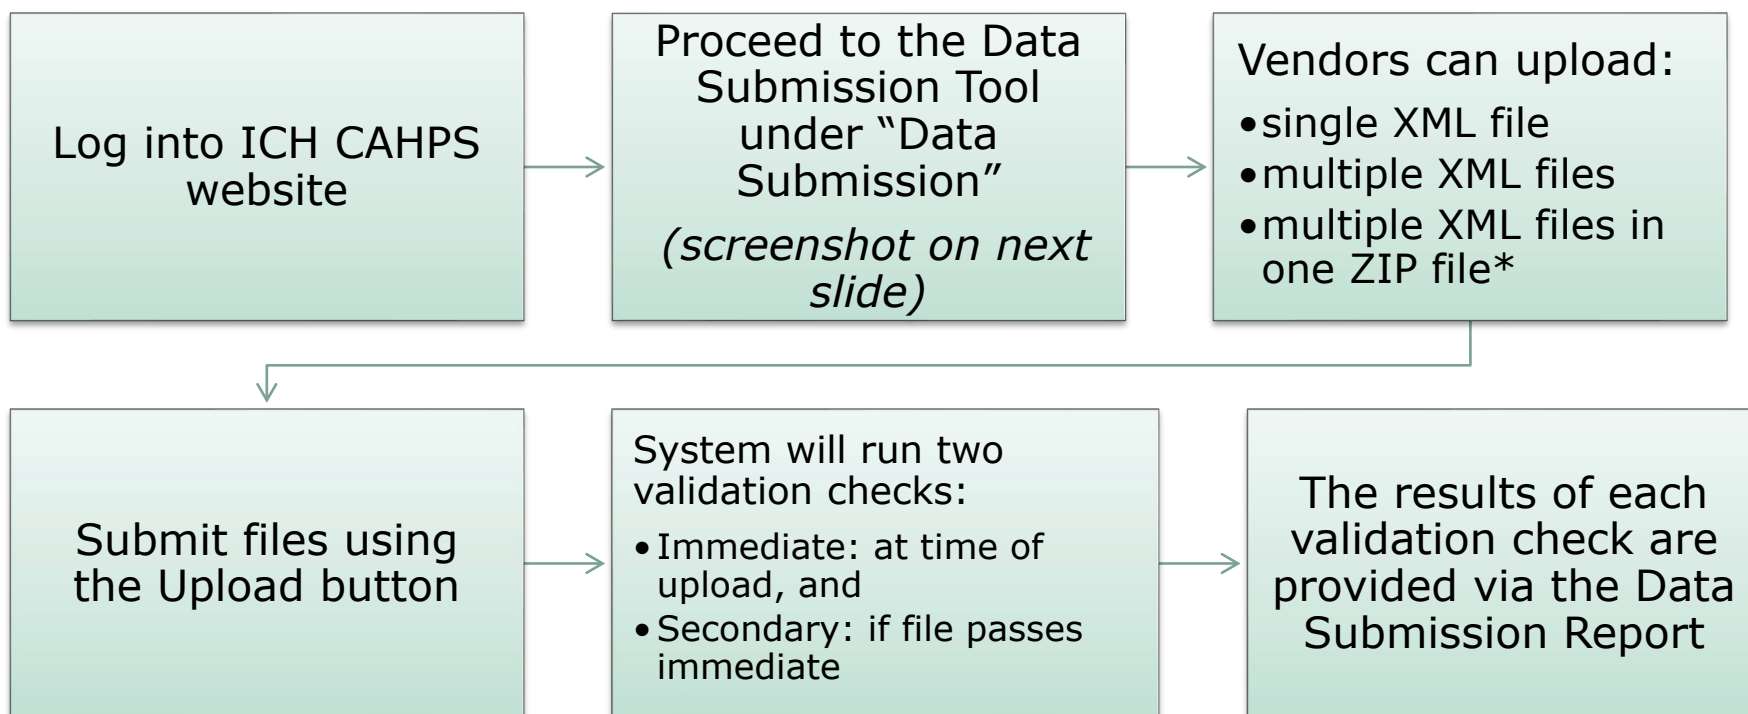 Log into ICH CAHPS
website
Proceed to the Data
Submission Tool
under “Data
Submission”
(screenshot on next
slide)
Vendors can upload:
•single XML file
•multiple XML files
•multiple XML files in
one ZIP file*
Submit files using
the Upload button
System will run two
validation checks:
•Immediate: at time of
upload, and
•Secondary: if file passes
immediate
The results of each
validation check are
provided via the Data
Submission Report